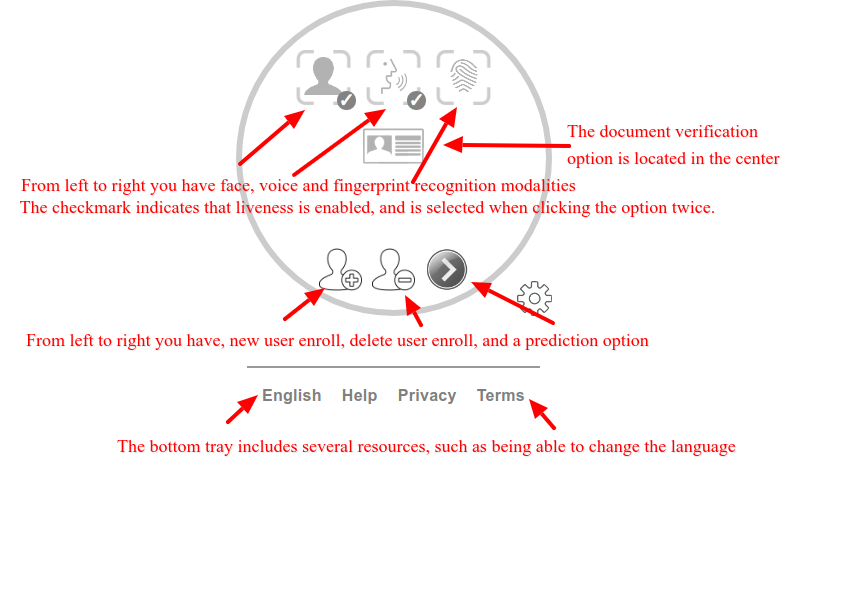 The document verification
option is located in the center
From left to right you have face, voice and fingerprint recognition modalities
The checkmark indicates that liveness is enabled, and is selected when clicking the option twice.
From left to right you have, new user enroll, delete user enroll, and a prediction option
English Help Privacy Terms
The bottom tray includes several resources, such as being able to change the language